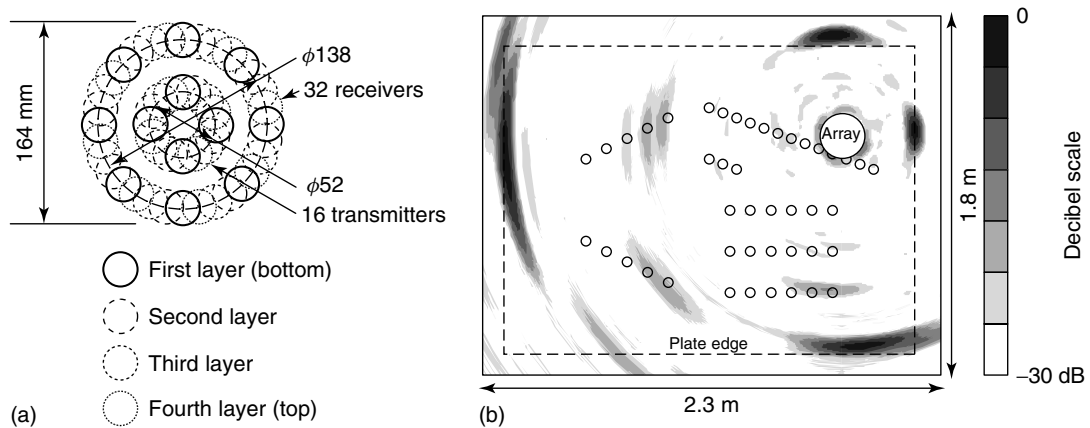 164 mm
ϕ138
32 receivers
ϕ52
16 transmitters
First layer (bottom)
Second layer
Third layer
Fourth layer (top)
(a)
Array
Plate edge
1.8 m
2.3 m
(b)
0
Decibel scale
–30 dB